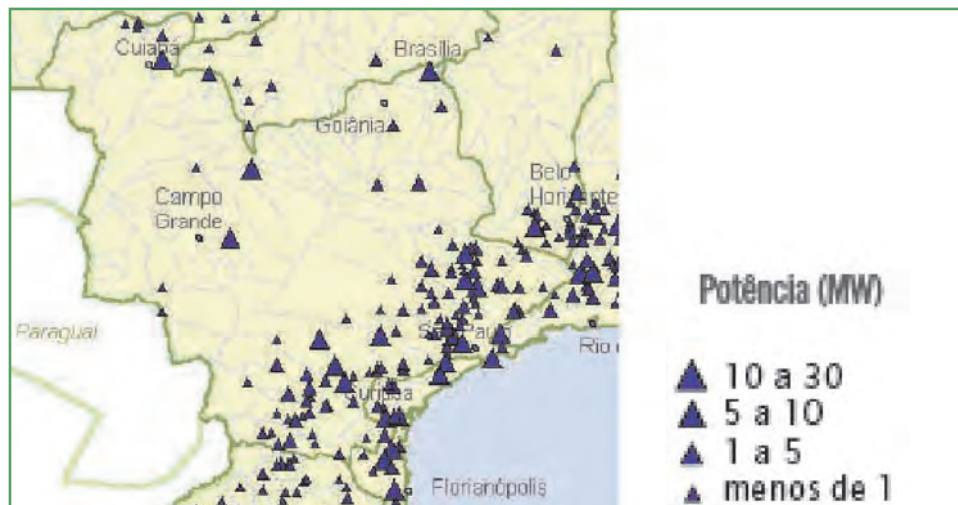 Cuiabá
Brasília
Goiânia
Belo
Horizonte
Campo
Grande
Paraguai
São Paulo
Rio
Curitiba
Florianópolis
Potência (MW)
10 a 30
5 a 10
1 a 5
menos de 1